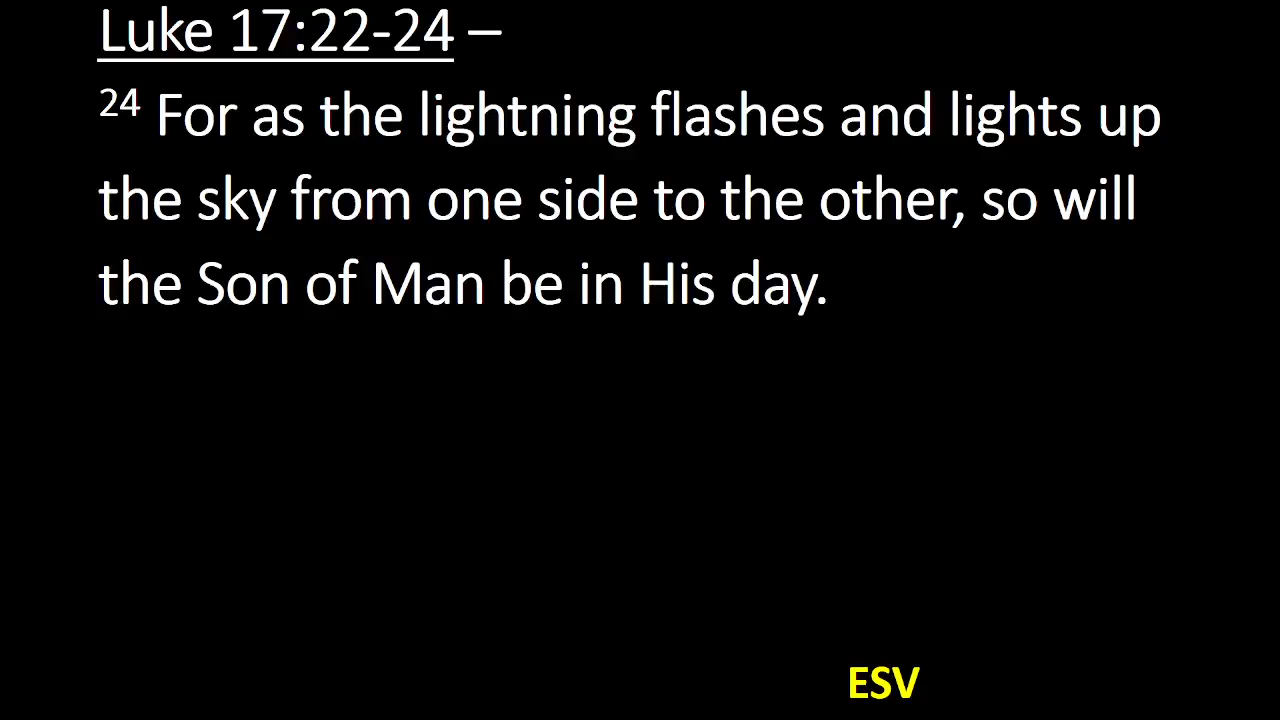 Luke 17:22-24 –
24 For as the lightning flashes and lights up
the sky from one side to the other, so will
the Son of Man be in His day.
ESV